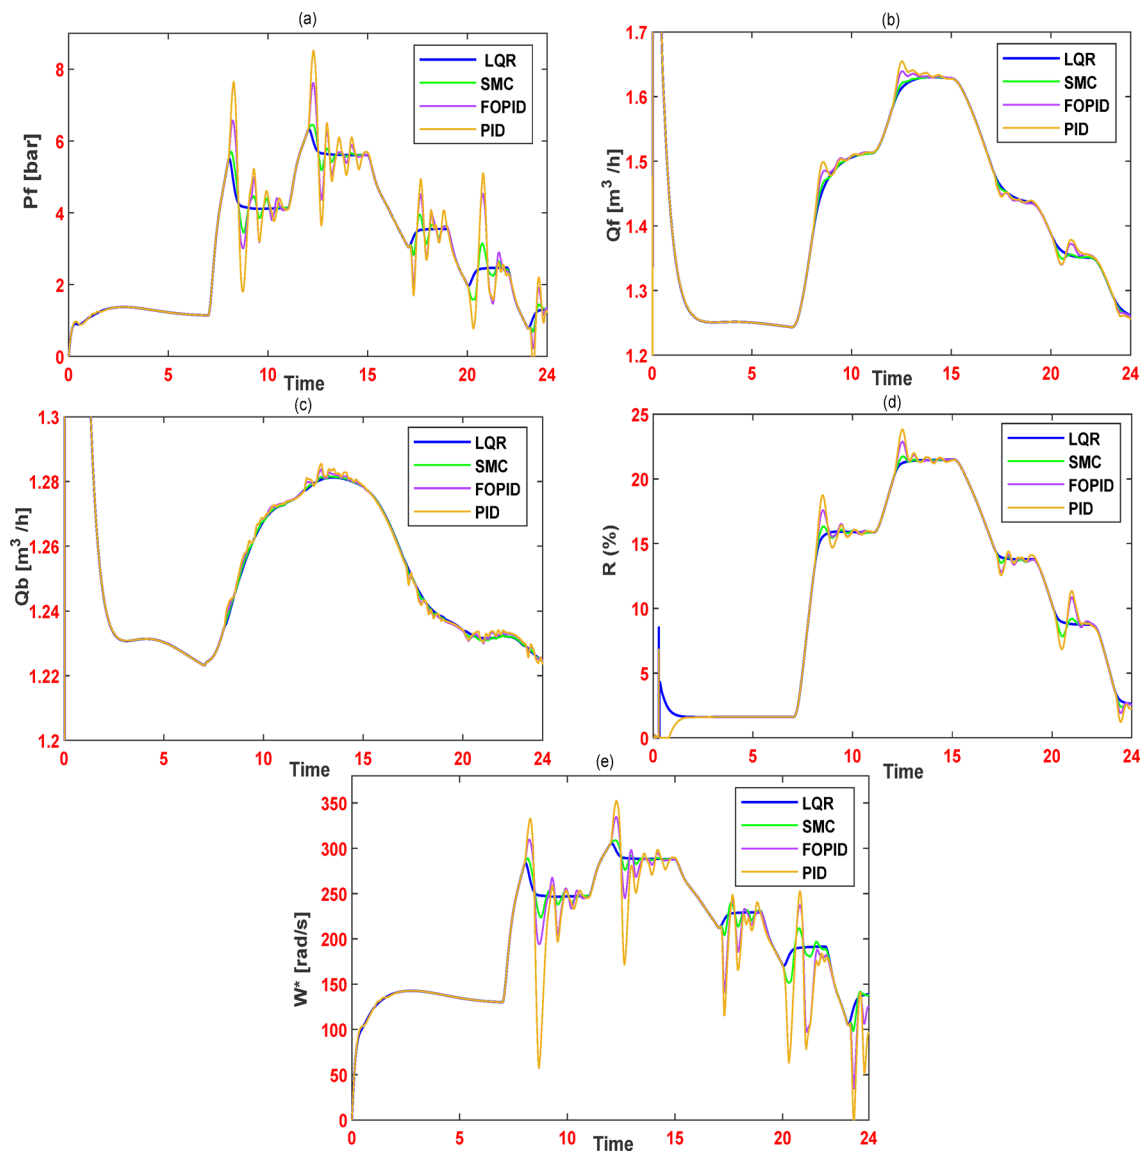 (a)
Pf [bar]
8
6
4
2
0
0 5 10 15 20 24
Time
LQR
SMC
FOPID
PID
(b)
Qf [m³ /h]
1.7
1.6
1.5
1.4
1.3
1.2
0 5 10 15 20 24
Time
LQR
SMC
FOPID
PID
(c)
Qb [m³ /h]
1.3
1.28
1.26
1.24
1.22
1.2
0 5 10 15 20 24
Time
LQR
SMC
FOPID
PID
(d)
R (%)
25
20
15
10
5
0
0 5 10 15 20 24
Time
LQR
SMC
FOPID
PID
(e)
W* [rad/s]
350
300
250
200
150
100
50
0
0 5 10 15 20 24
Time
LQR
SMC
FOPID
PID